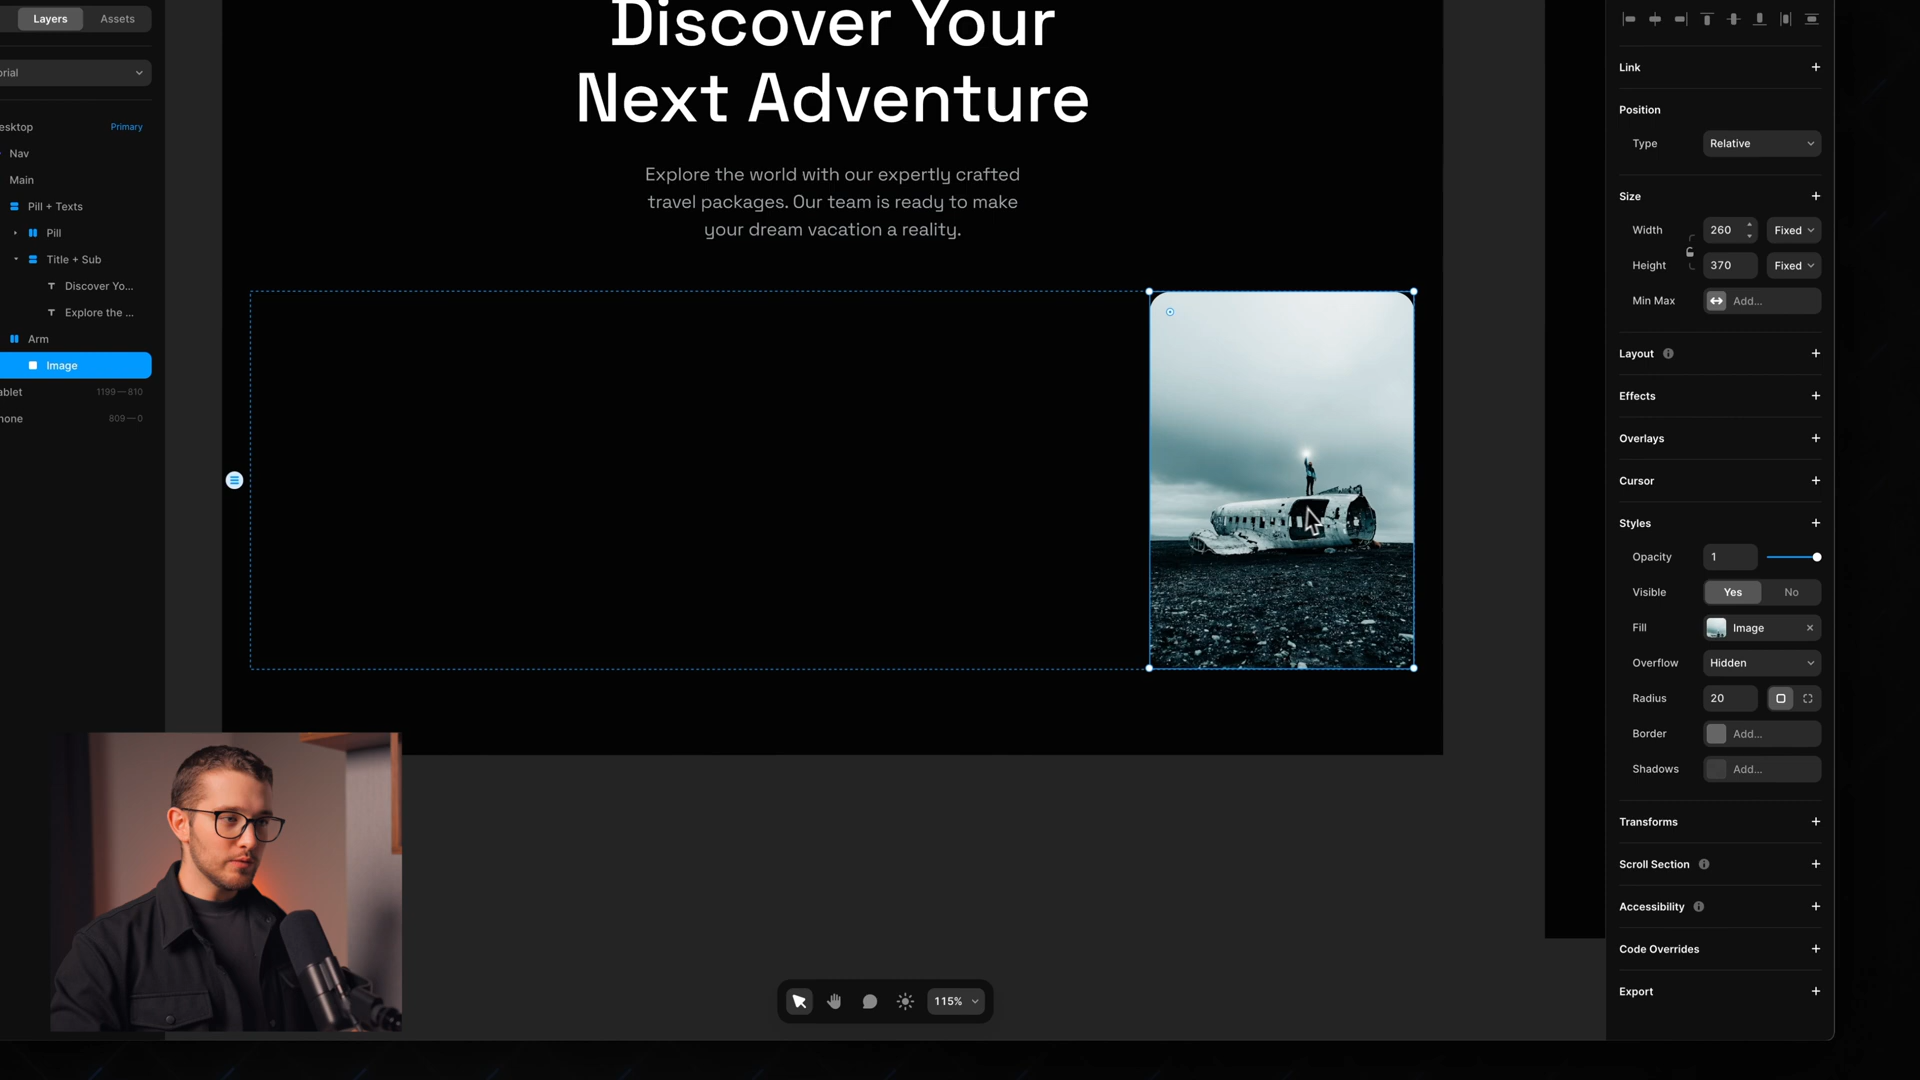 Layers
Assets
orial
esktop
Primary
Nav
Main
Pill + Texts
Pill
Title + Sub
T
Discover Yo...
T
Explore the ...
Arm
Image
ablet
1199—810
hone
809—0
Discover Your
Next Adventure
Explore the world with our expertly crafted
travel packages. Our team is ready to make
your dream vacation a reality.
115%
Link
Position
Type
Relative
Size
Width
260
Fixed
Height
370
Fixed
Min Max
Add...
Layout
Effects
Overlays
Cursor
Styles
Opacity
1
Visible
Yes
No
Fill
Image
Overflow
Hidden
Radius
20
Border
Add...
Shadows
Add...
Transforms
Scroll Section
Accessibility
Code Overrides
Export